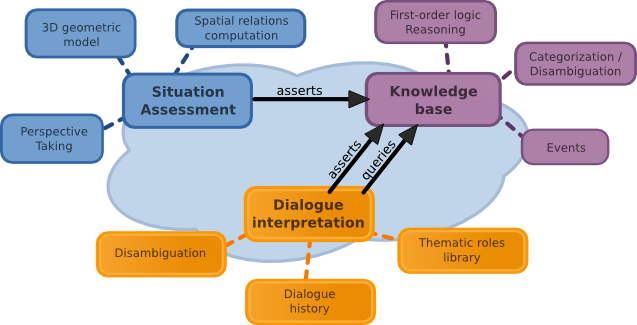 3D geometric
model
Spatial relations
computation
First-order logic
Reasoning
Categorization /
Disambiguation
Situation
Assessment
asserts
Knowledge
base
Perspective
Taking
Events
asserts
queries
Dialogue
interpretation
Disambiguation
Thematic roles
library
Dialogue
history